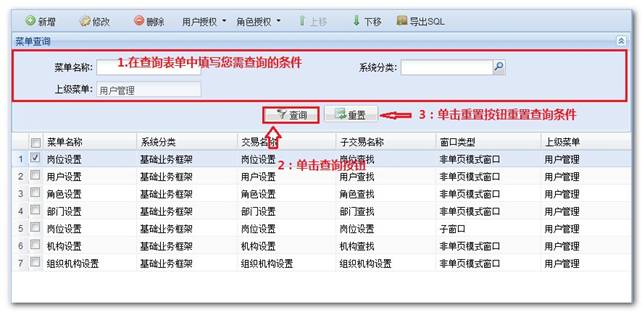 新增 修改 删除 用户授权 角色授权 上移 下移 导出SQL
菜单查询
1.在查询表单中填写您需查询的条件
菜单名称: 系统分类:
上级菜单: 用户管理
查询 重置 3：单击重置按钮重置查询条件
菜单名称 系统分类 交易名称 子交易名称 窗口类型 上级菜单
1 岗位设置 基础业务框架 岗位设置 岗位查找 非单页模式窗口 用户管理
2：单击查询按钮
2 用户设置 基础业务框架 用户设置 用户查找 非单页模式窗口 用户管理
3 角色设置 基础业务框架 角色设置 角色查找 非单页模式窗口 用户管理
4 部门设置 基础业务框架 部门设置 部门查找 非单页模式窗口 用户管理
5 岗位设置 基础业务框架 岗位设置 岗位设置 子窗口 用户管理
6 机构设置 基础业务框架 机构设置 机构查找 非单页模式窗口 用户管理
7 组织机构设置 基础业务框架 组织机构设置 组织机构设置 非单页模式窗口 用户管理